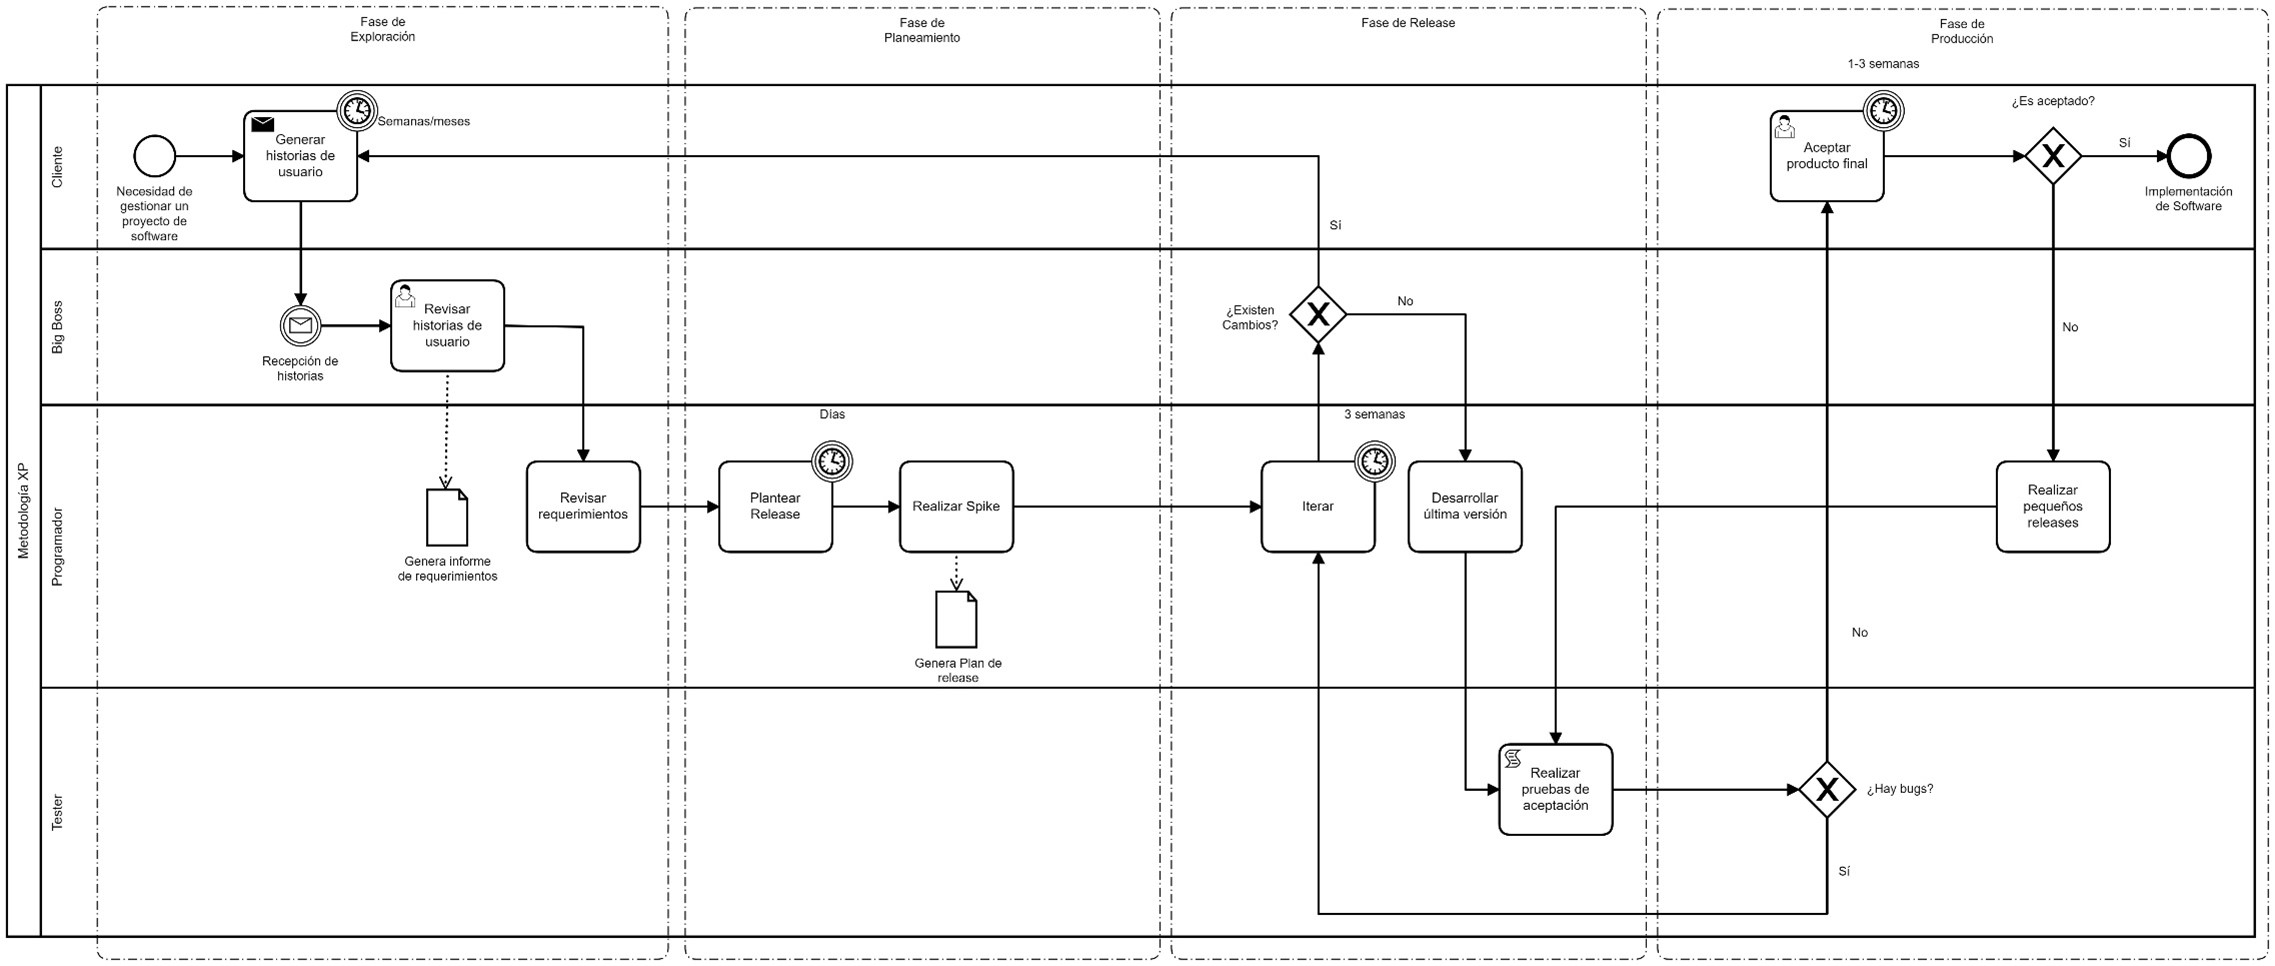 Fase de
Exploración
Fase de
Planeamiento
Fase de Release
Fase de
Producción
1-3 semanas
Metodología XP
Cliente
Necesidad de
gestionar un
proyecto de
software
Generar
historias de
usuario
Semanas/meses
Sí
Aceptar
producto final
¿Es aceptado?
Sí
Implementación
de Software
Big Boss
Recepción de
historias
Revisar
historias de
usuario
¿Existen
Cambios?
No
No
Programador
Genera informe
de requerimientos
Revisar
requerimientos
Días
Plantear
Release
Realizar Spike
Genera Plan de
release
3 semanas
Iterar
Desarrollar
última versión
Realizar
pequeños
releases
No
Tester
Realizar
pruebas de
aceptación
¿Hay bugs?
Sí